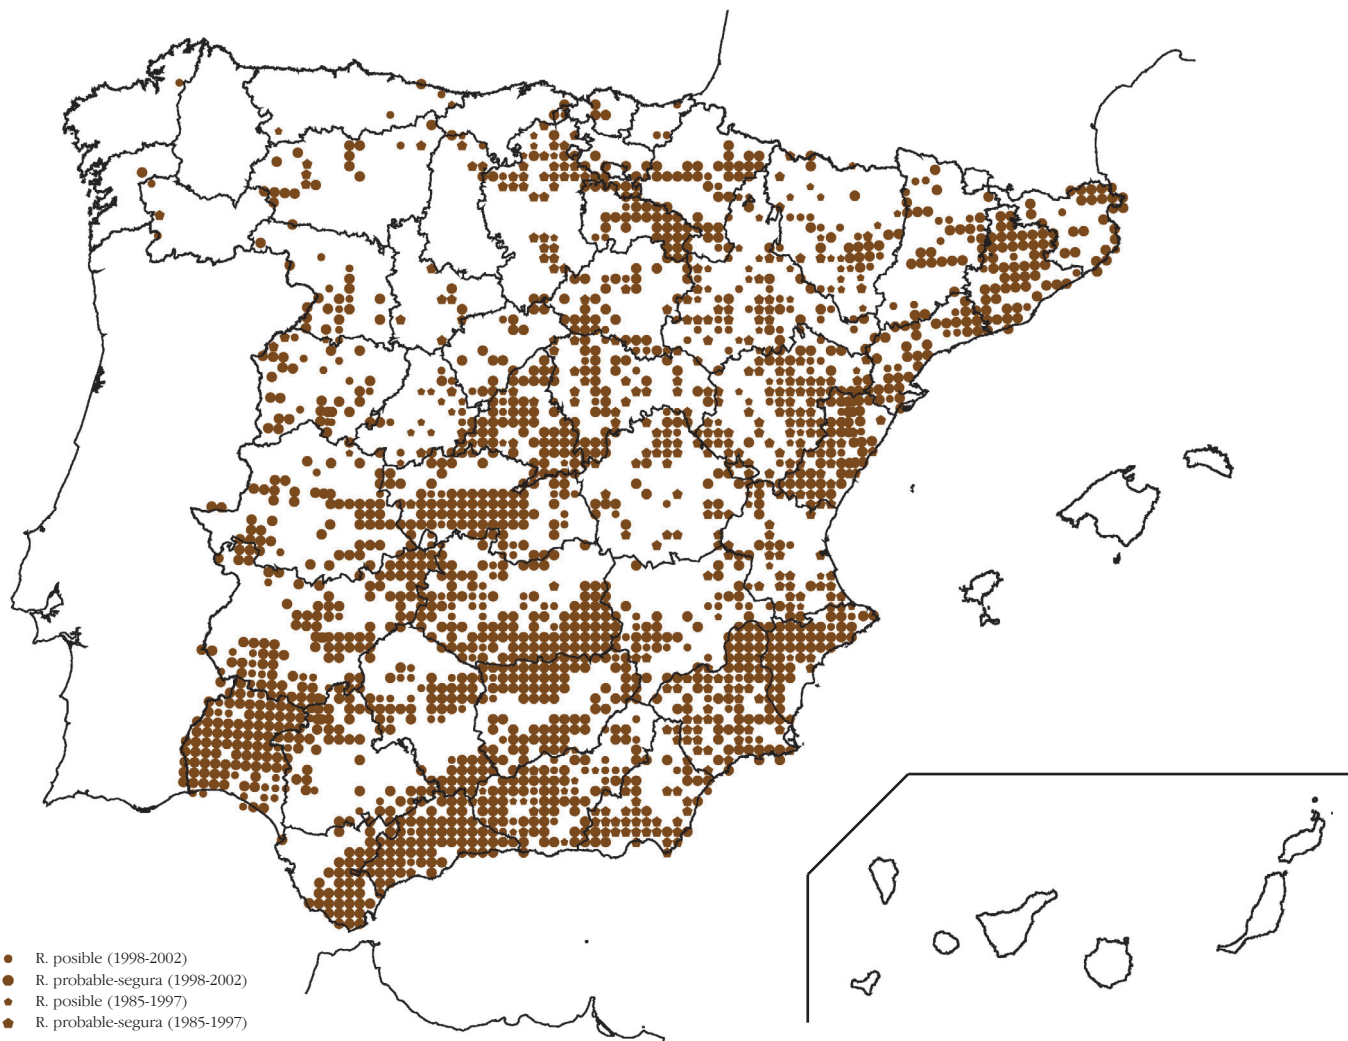 R. posible (1998-2002)
R. probable-segura (1998-2002)
R. posible (1985-1997)
R. probable-segura (1985-1997)